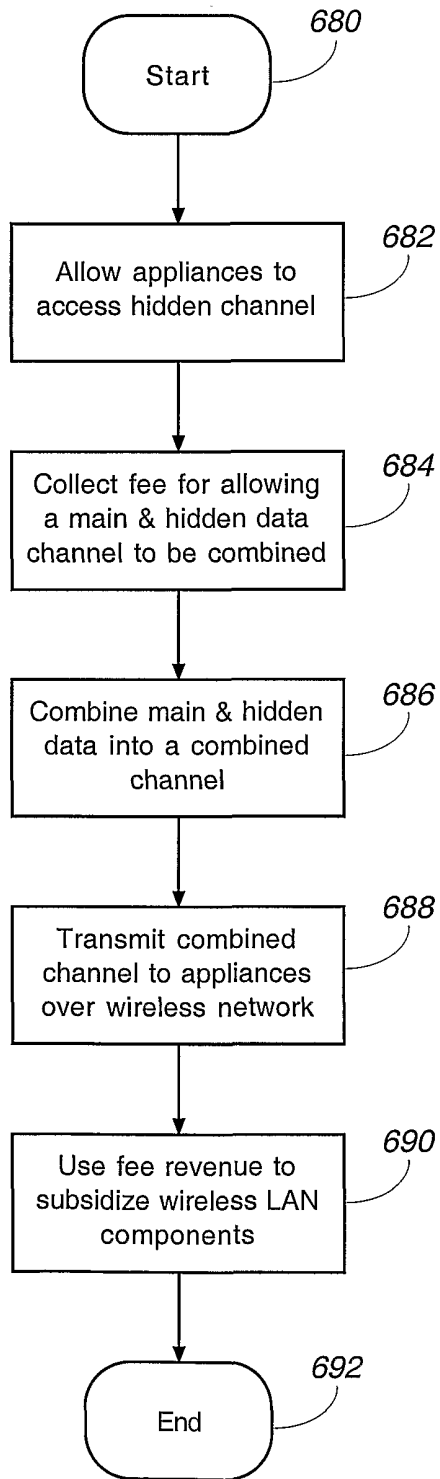 680
Start
682
Allow appliances to
access hidden channel
684
Collect fee for allowing
a main & hidden data
channel to be combined
686
Combine main & hidden
data into a combined
channel
688
Transmit combined
channel to appliances
over wireless network
690
Use fee revenue to
subsidize wireless LAN
components
692
End